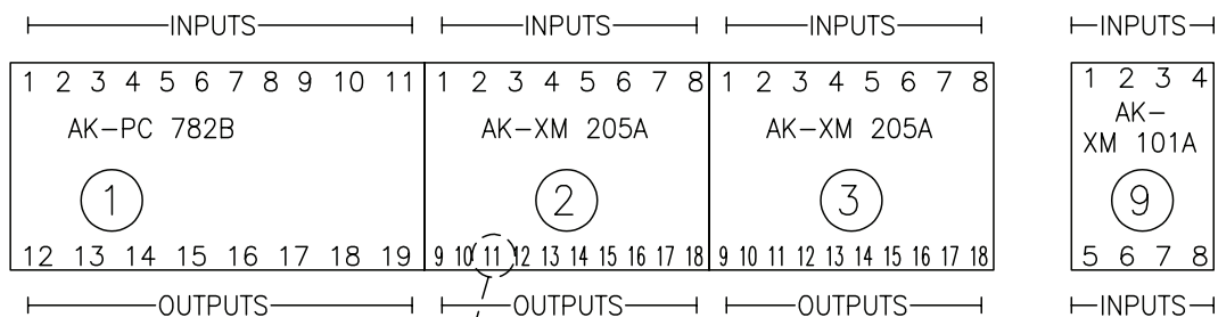 INPUTS INPUTS INPUTS INPUTS
1 2 3 4 5 6 7 8 9 10 11 1 2 3 4 5 6 7 8 1 2 3 4 5 6 7 8 1 2 3 4
AK-PC 782B AK-XM 205A AK-XM 205A AK-
XM 101A
1 2 3 9
12 13 14 15 16 17 18 19 9 10 11 12 13 14 15 16 17 18 9 10 11 12 13 14 15 16 17 18 5 6 7 8
OUTPUTS OUTPUTS OUTPUTS INPUTS